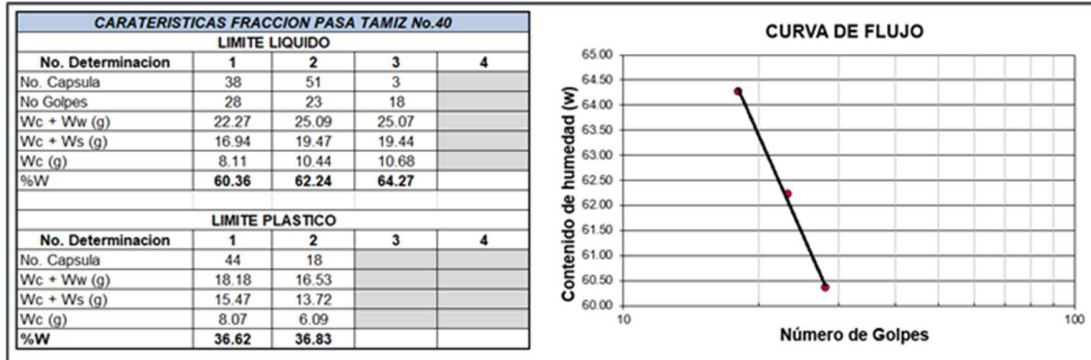 CARATERISTICAS FRACCION PASA TAMIZ No.40
LIMITE LIQUIDO
No. Determinacion 1 2 3 4
No. Capsula 38 51 3
No Golpes 28 23 18
Wc + Ww (g) 22.27 25.09 25.07
Wc + Ws (g) 16.94 19.47 19.44
Wc (g) 8.11 10.44 10.68
%W 60.36 62.24 64.27
LIMITE PLASTICO
No. Determinacion 1 2 3 4
No. Capsula 44 18
Wc + Ww (g) 18.18 16.53
Wc + Ws (g) 15.47 13.72
Wc (g) 8.07 6.09
%W 36.62 36.83
CURVA DE FLUJO
Contenido de humedad (w)
65.00
64.50
64.00
63.50
63.00
62.50
62.00
61.50
61.00
60.50
60.00
10 100
Número de Golpes